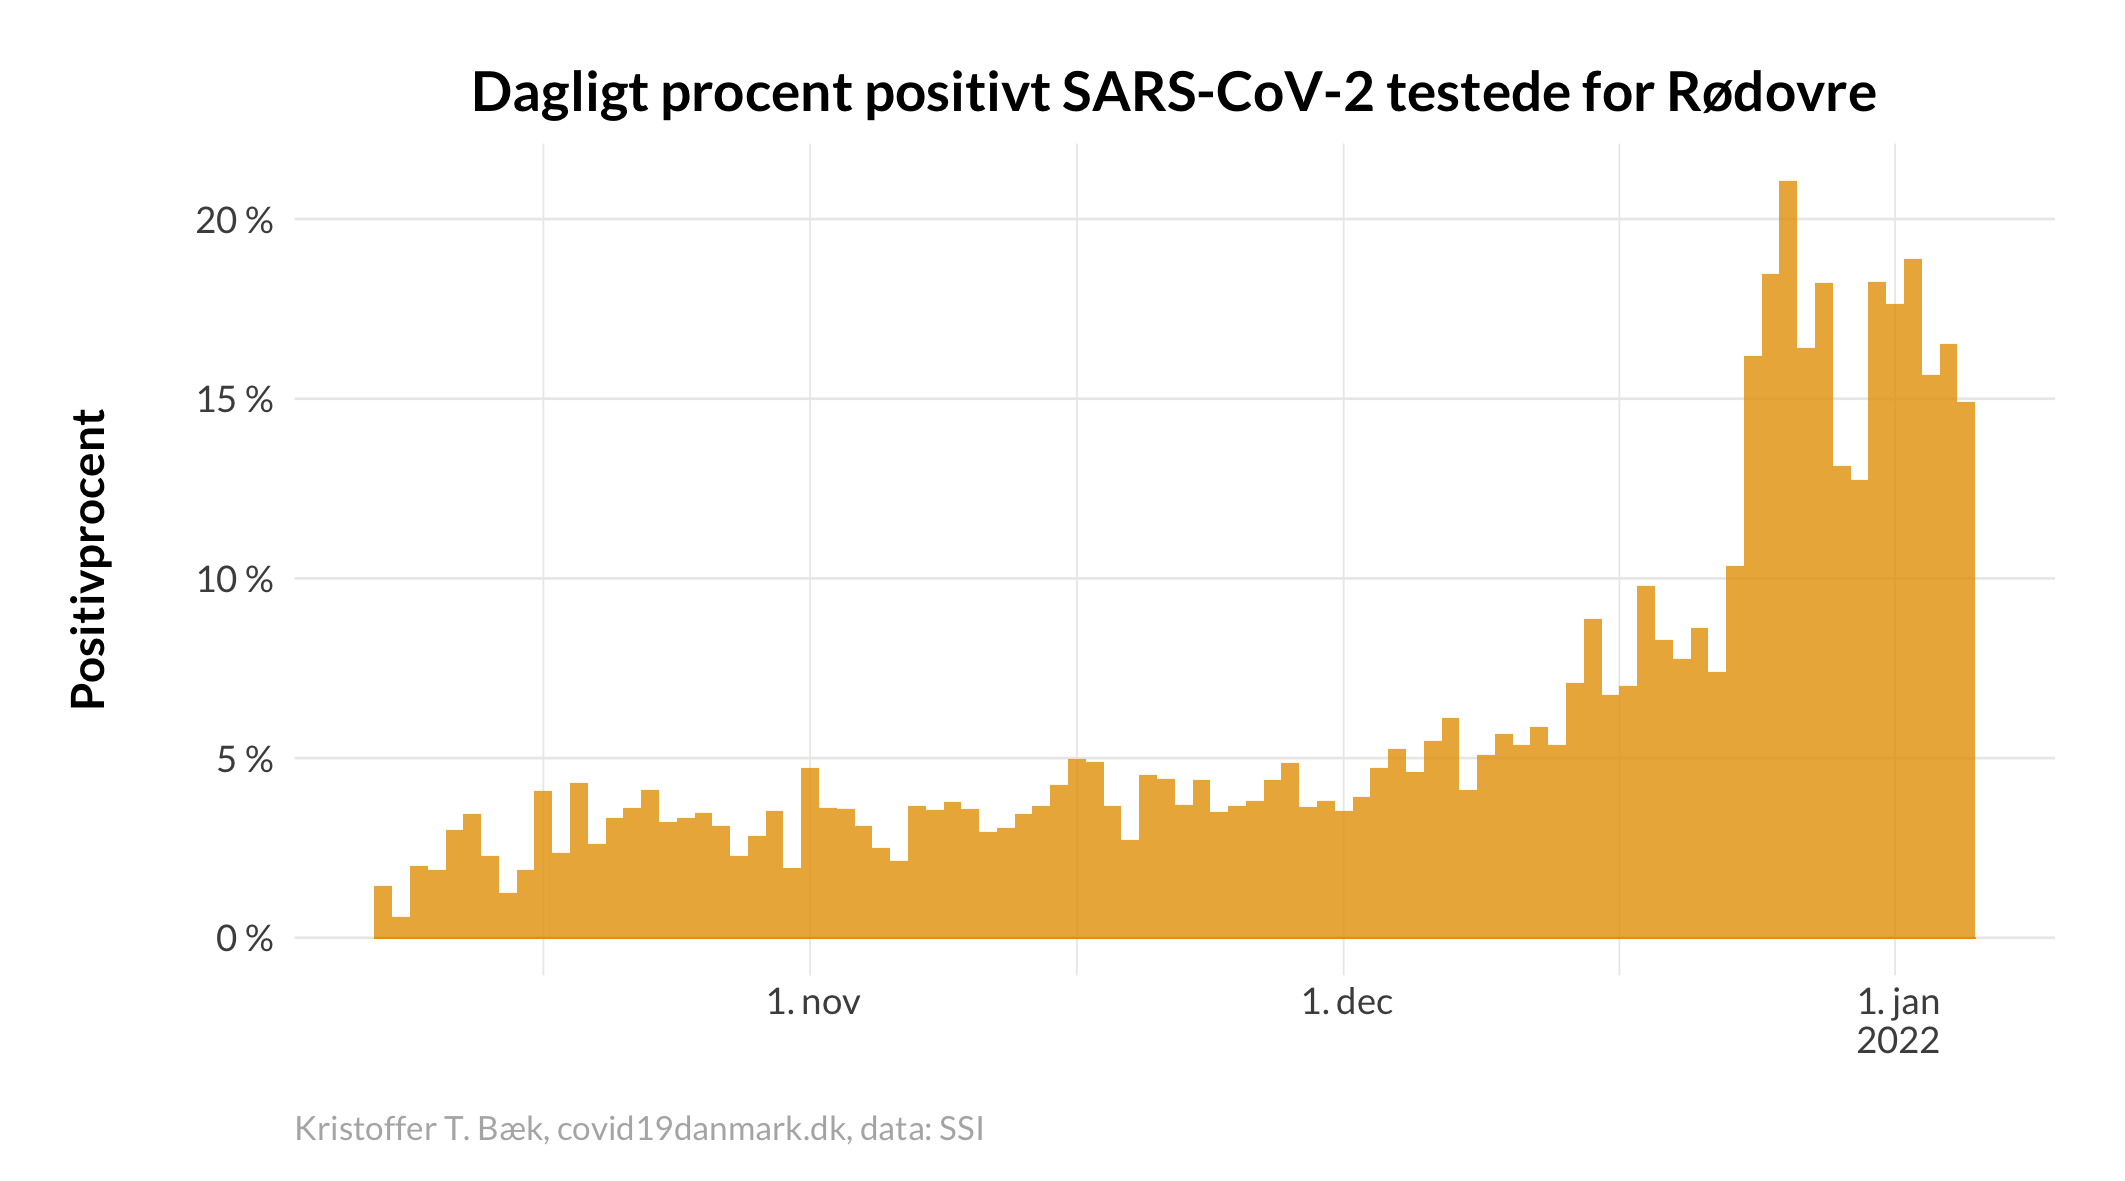 Dagligt procent positivt SARS-CoV-2 testede for Rødovre
Positivprocent
20 %
15 %
10 %
5 %
0 %
1. nov
1. dec
1. jan
2022
Kristoffer T. Bæk, covid19danmark.dk, data: SSI